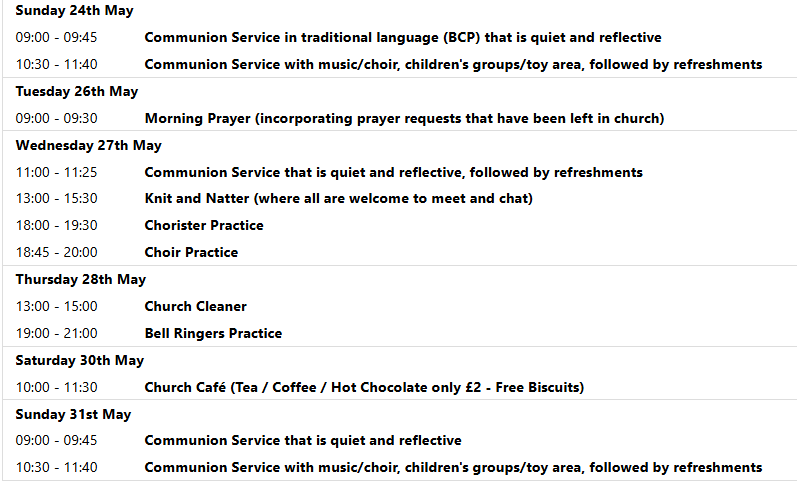 Sunday 24th May
09:00 - 09:45 Communion Service in traditional language (BCP) that is quiet and reflective
10:30 - 11:40 Communion Service with music/choir, children's groups/toy area, followed by refreshments
Tuesday 26th May
09:00 - 09:30 Morning Prayer (incorporating prayer requests that have been left in church)
Wednesday 27th May
11:00 - 11:25 Communion Service that is quiet and reflective, followed by refreshments
13:00 - 15:30 Knit and Natter (where all are welcome to meet and chat)
18:00 - 19:30 Chorister Practice
18:45 - 20:00 Choir Practice
Thursday 28th May
13:00 - 15:00 Church Cleaner
19:00 - 21:00 Bell Ringers Practice
Saturday 30th May
10:00 - 11:30 Church Café (Tea / Coffee / Hot Chocolate only £2 - Free Biscuits)
Sunday 31st May
09:00 - 09:45 Communion Service that is quiet and reflective
10:30 - 11:40 Communion Service with music/choir, children's groups/toy area, followed by refreshments